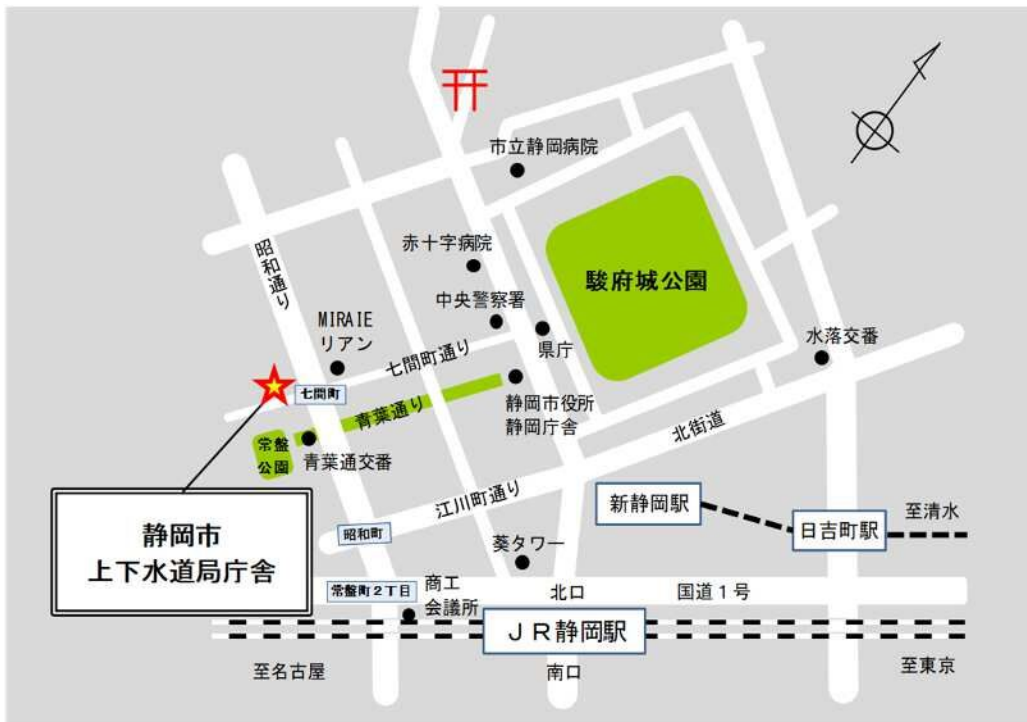 市立静岡病院
赤十字病院
昭和通り
駿府城公園
中央警察署
MIRAIE
リアン
県庁
水落交番
七間町通り
七間町
青葉通り
静岡市役所
静岡庁舎
北街道
常盤
公園
青葉通交番
江川町通り
新静岡駅
至清水
日吉町駅
静岡市
上下水道局庁舎
昭和町
葵タワー
常盤町2丁目
商工
会議所
北口
国道1号
JR静岡駅
至名古屋
南口
至東京